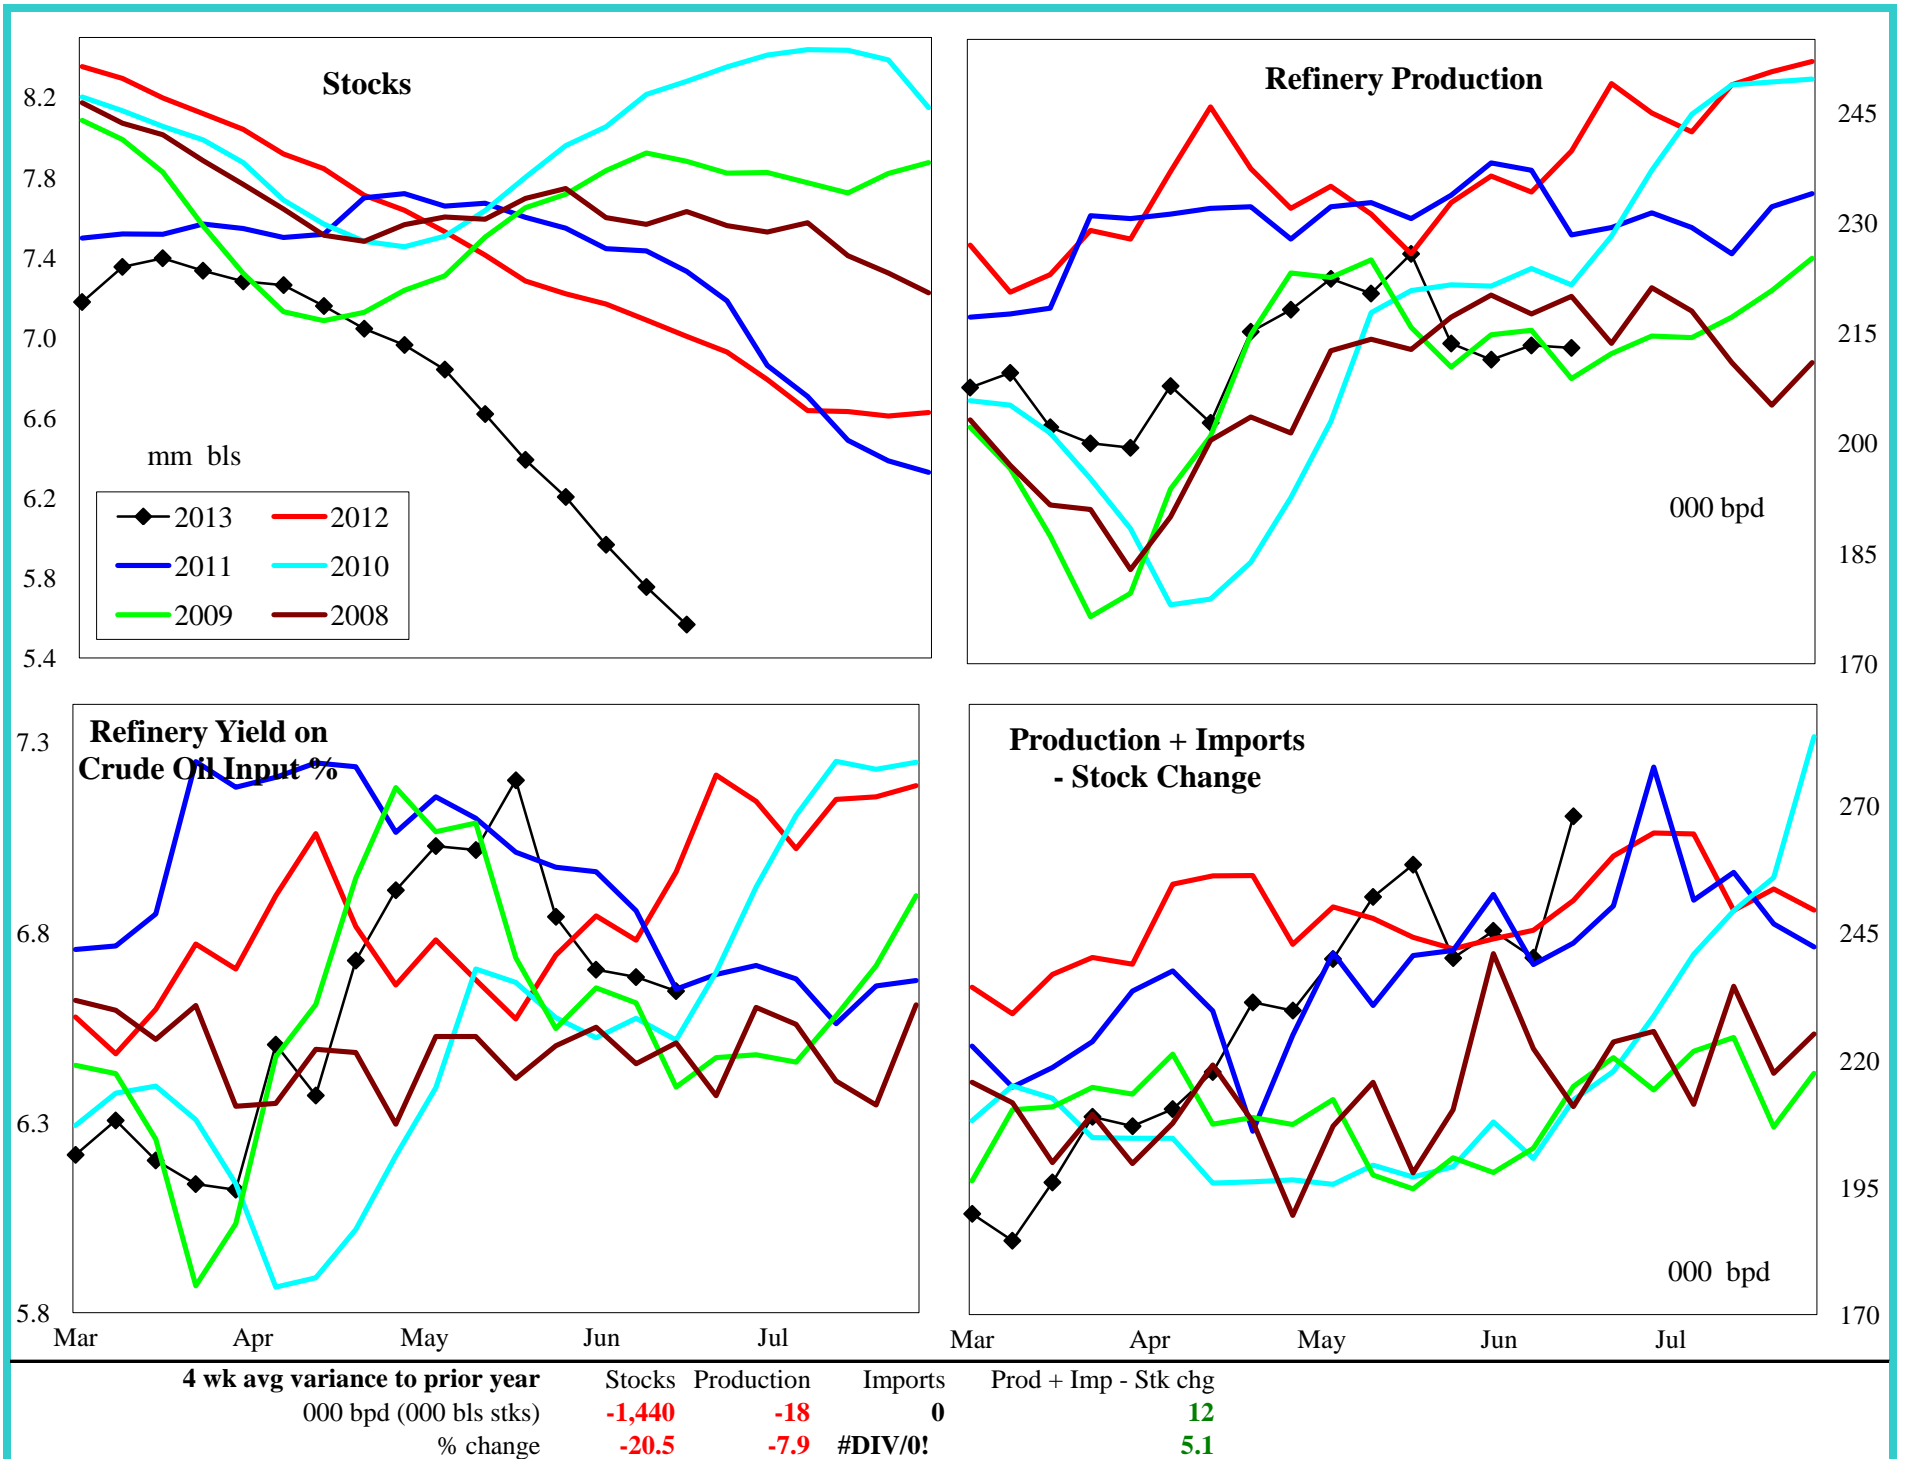 Stocks
8.2
7.8
7.4
7.0
6.6
6.2
5.8
5.4
mm bls
2013 2012
2011 2010
2009 2008
Refinery Production
245
230
215
200
185
170
000 bpd
Refinery Yield on
Crude Oil Input %
7.3
6.8
6.3
5.8
Mar Apr May Jun Jul
Production + Imports
- Stock Change
270
245
220
195
170
000 bpd
Mar Apr May Jun Jul
4 wk avg variance to prior year Stocks Production Imports Prod + Imp - Stk chg
000 bpd (000 bls stks) -1,440 -18 0 12
% change -20.5 -7.9 #DIV/0! 5.1